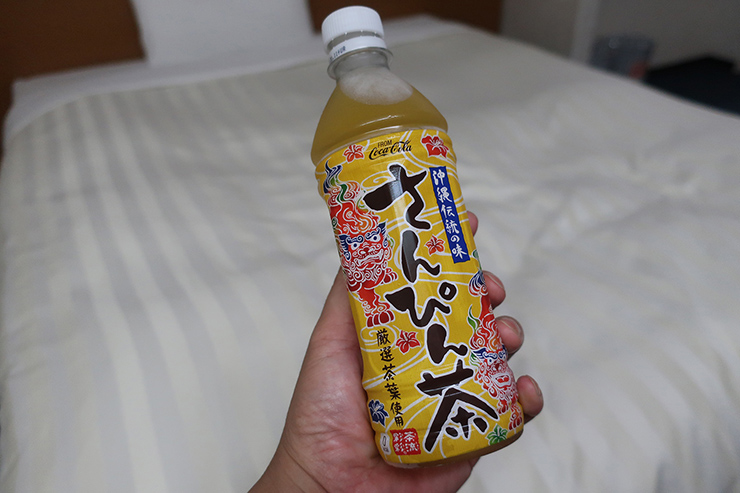 FROM
Coca-Cola
沖縄伝統の味
さんぴん茶
厳選茶葉使用
茶流
彩彩